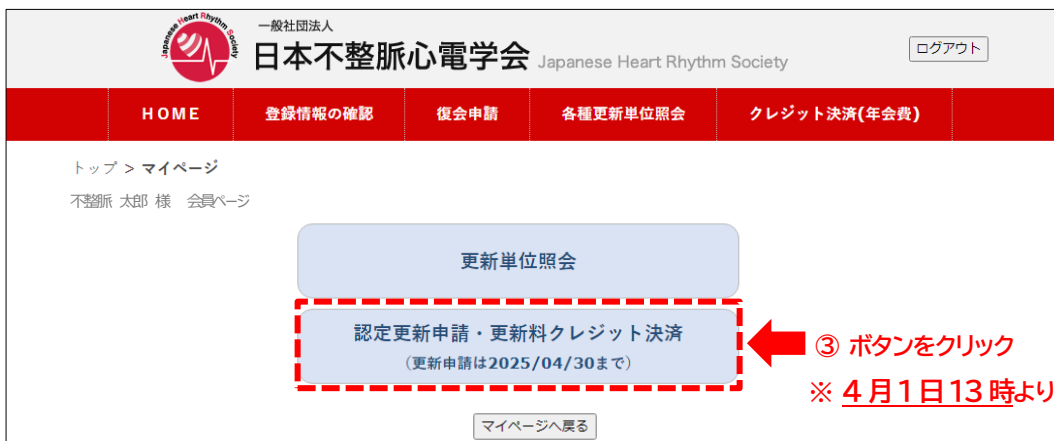 Japanese Heart Rhythm Society
一般社団法人
日本不整脈心電学会 Japanese Heart Rhythm Society
ログアウト
HOME 登録情報の確認 復会申請 各種更新単位照会 クレジット決済(年会費)
トップ > マイページ
不整脈 太郎 様 会員ページ
更新単位照会
認定更新申請・更新料クレジット決済
(更新申請は2025/04/30まで)
③ ボタンをクリック
※ 4月1日13時より
マイページへ戻る